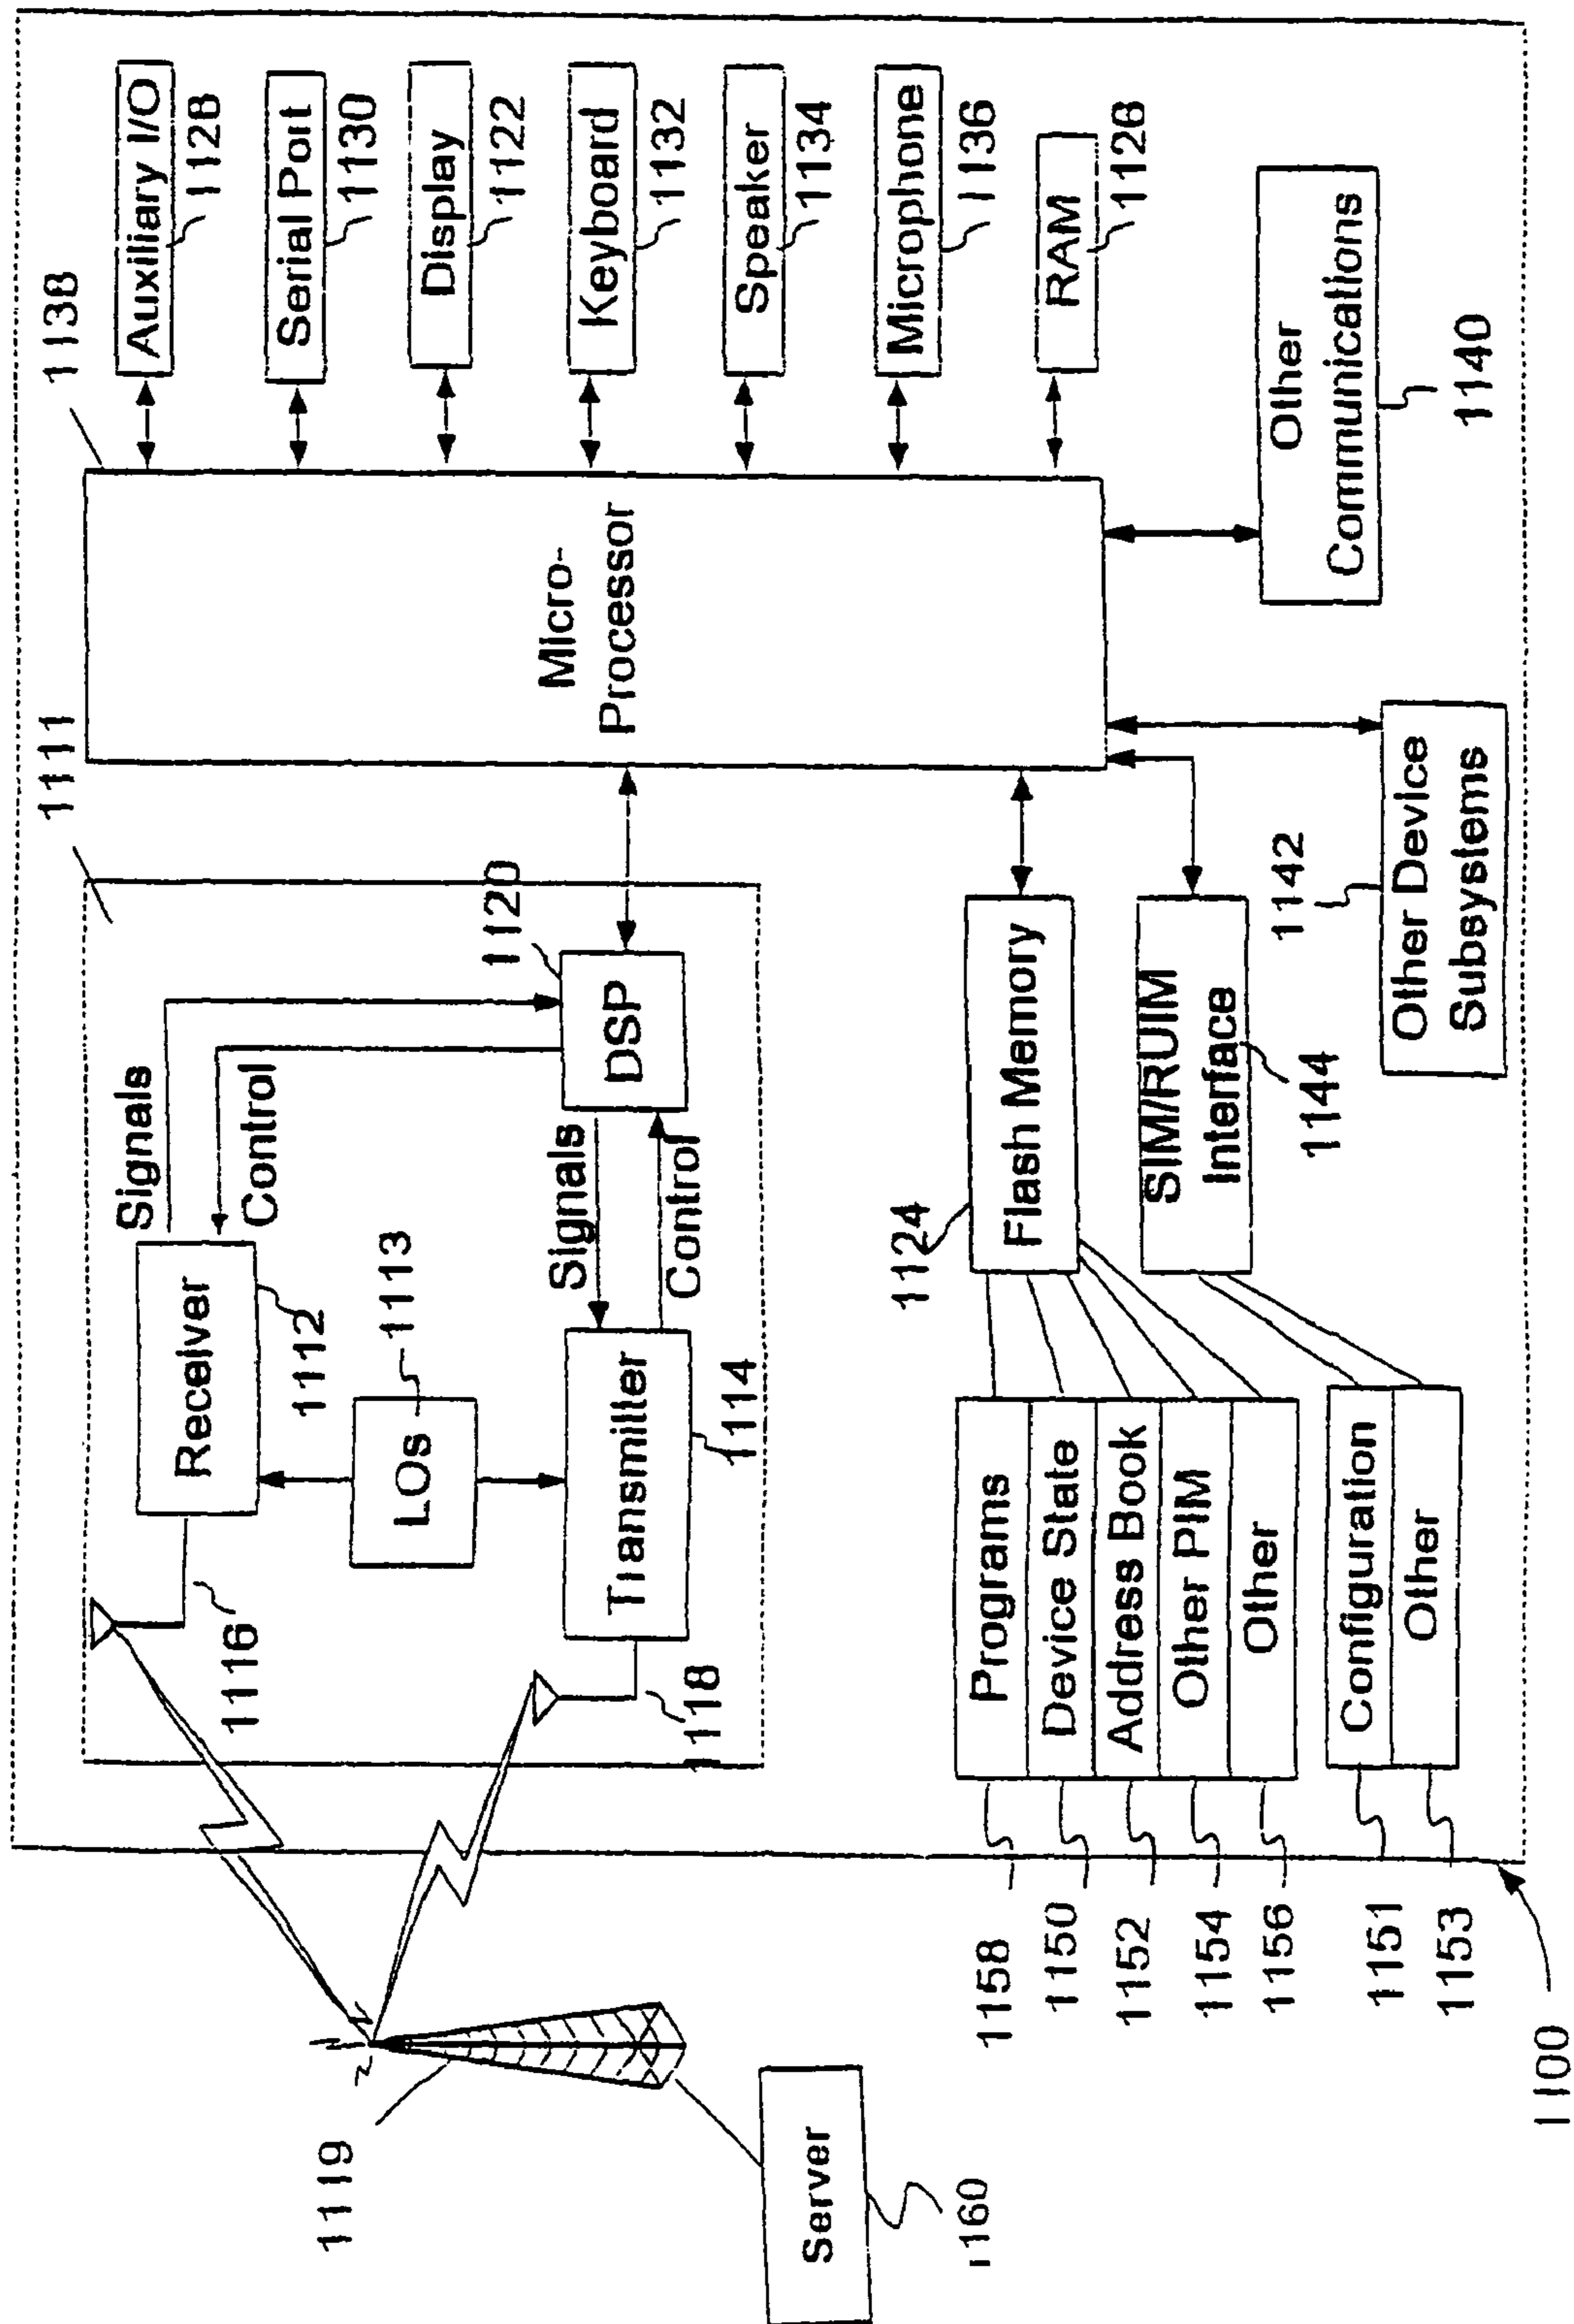 1111
1138
Auxiliary I/O
1128
Serial Port
1130
Display
1122
Keyboard
1132
Speaker
1134
Microphone
1136
RAM
1126
Micro-
Processor
Other
Communications
1140
Other Device
Subsystems
1142
Signals
Control
1120
DSP
Signals
Control
Receiver
1112
LOs
1113
Transmitter
1114
1116
1118
1119
Server
1160
1124
Flash Memory
SIM/RUIM
Interface
1144
Programs
Device State
Address Book
Other PIM
Other
Configuration
Other
1158
1150
1152
1154
1156
1151
1153
1100